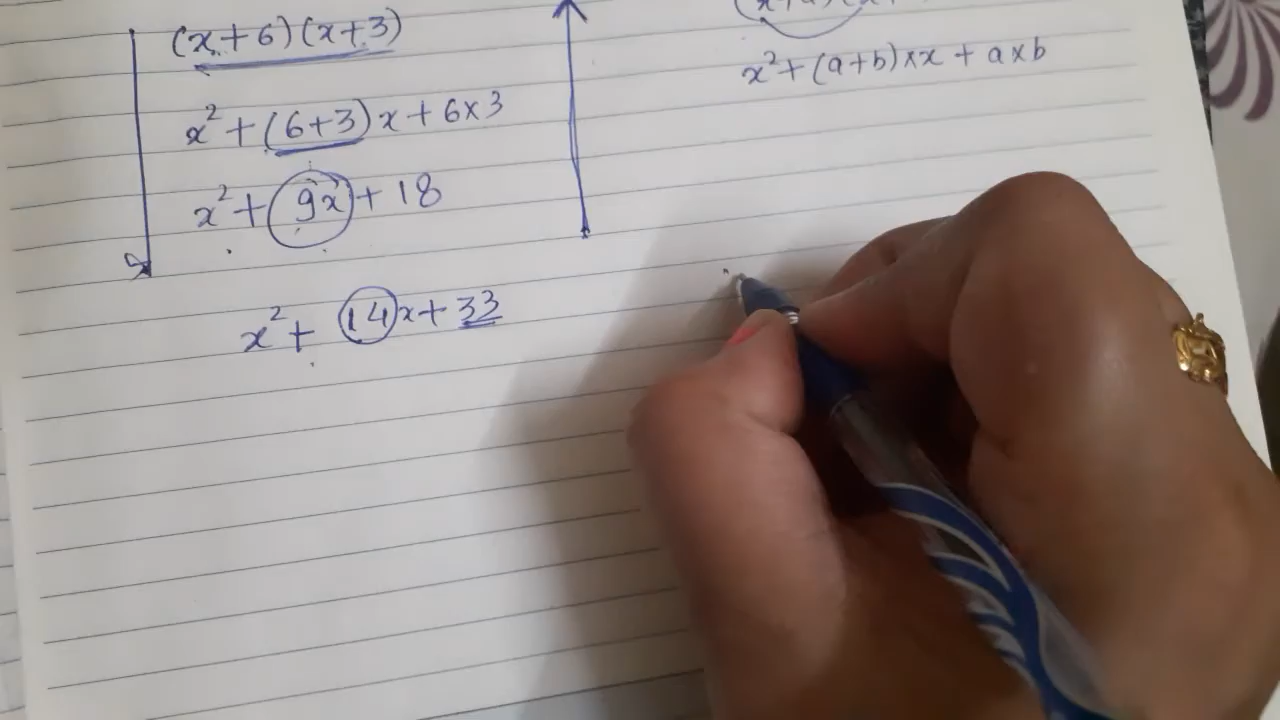 (x+6)(x+3)
x²+(6+3)x+6×3
x²+9x+18
x²+ 14x+33
x²+(a+b)×x+a×b